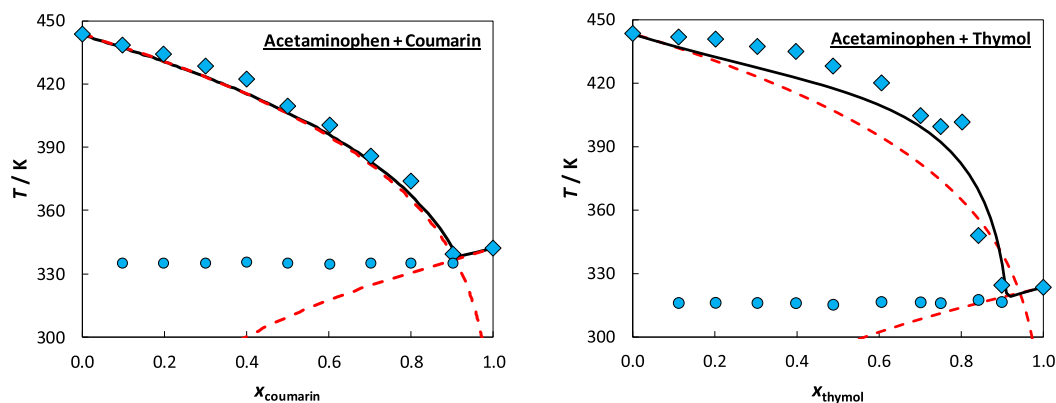 Acetaminophen + Coumarin
T / K
450
420
390
360
330
300
0.0 0.2 0.4 0.6 0.8 1.0
xcoumarin
Acetaminophen + Thymol
T / K
450
420
390
360
330
300
0.0 0.2 0.4 0.6 0.8 1.0
xthymol